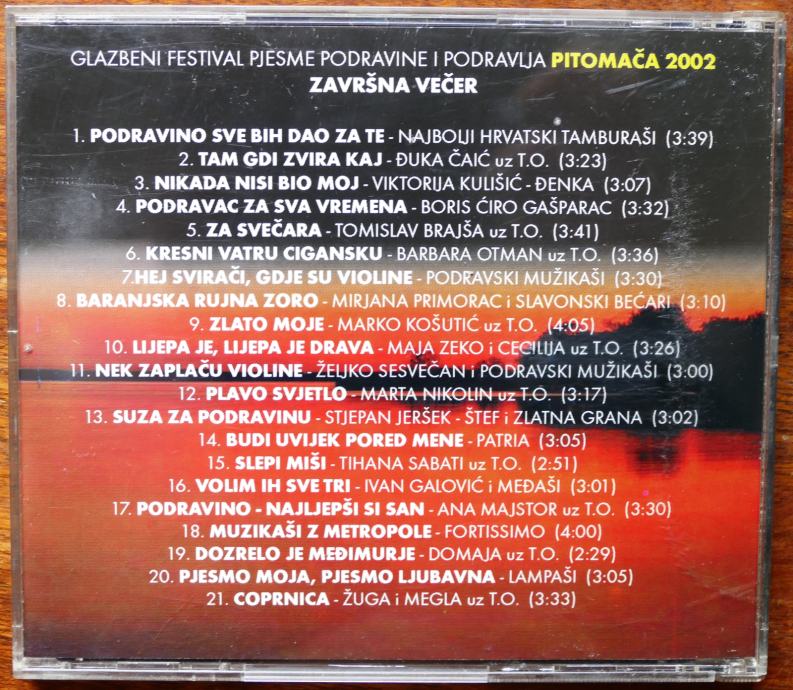 GLAZBENI FESTIVAL PJESME PODRAVINE I PODRAVLJA PITOMAČA 2002
ZAVRŠNA VEČER
1. PODRAVINO SVE BIH DAO ZA TE - NAJBOLJI HRVATSKI TAMBURAŠI (3:39)
2. TAM GDI ZVIRA KAJ - ĐUKA ČAIĆ uz T.O. (3:23)
3. NIKADA NISI BIO MOJ - VIKTORIJA KULIŠIĆ - ĐENKA (3:07)
4. PODRAVAC ZA SVA VREMENA - BORIS ĆIRO GAŠPARAC (3:32)
5. ZA SVEČARA - TOMISLAV BRAJŠA uz T.O. (3:41)
6. KRESNI VATRU CIGANSKU - BARBARA OTMAN uz T.O. (3:36)
7.HEJ SVIRAČI, GDJE SU VIOLINE - PODRAVSKI MUŽIKAŠI (3:30)
8. BARANJSKA RUJNA ZORO - MIRJANA PRIMORAC i SLAVONSKI BEĆARI (3:10)
9. ZLATO MOJE - MARKO KOŠUTIĆ uz T.O. (4:05)
10. LIJEPA JE, LIJEPA JE DRAVA - MAJA ZEKO i CECILIJA uz T.O. (3:26)
11. NEK ZAPLAČU VIOLINE - ŽELJKO SESVEČAN i PODRAVSKI MUŽIKAŠI (3:00)
12. PLAVO SVJETLO - MARTA NIKOLIN uz T.O. (3:17)
13. SUZA ZA PODRAVINU - STJEPAN JERŠEK - ŠTEF i ZLATNA GRANA (3:02)
14. BUDI UVIJEK PORED MENE - PATRIA (3:05)
15. SLEPI MIŠI - TIHANA SABATI uz T.O. (2:51)
16. VOLIM IH SVE TRI - IVAN GALOVIĆ i MEĐAŠI (3:01)
17. PODRAVINO - NAJLJEPŠI SI SAN - ANA MAJSTOR uz T.O. (3:30)
18. MUZIKAŠI Z METROPOLE - FORTISSIMO (4:00)
19. DOZRELO JE MEĐIMURJE - DOMAJA uz T.O. (2:29)
20. PJESMO MOJA, PJESMO LJUBAVNA - LAMPAŠI (3:05)
21. COPRNICA - ŽUGA i MEGLA uz T.O. (3:33)